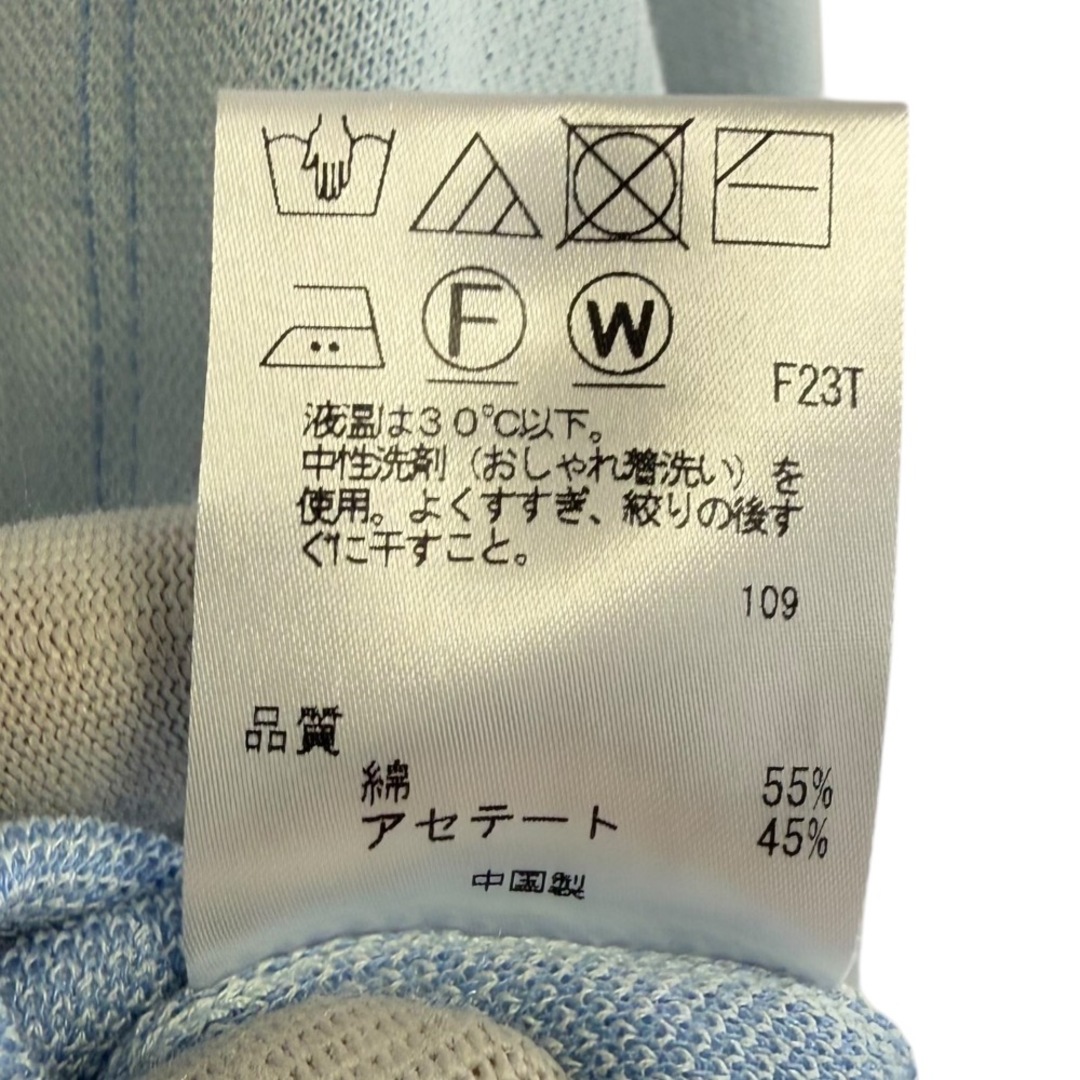 F
W
F23T
液温は30℃以下。
中性洗剤（おしゃれ着洗い）を
使用。よくすすぎ、絞りの後す
ぐに干すこと。
109
品質
綿 55%
アセテート 45%
中国製